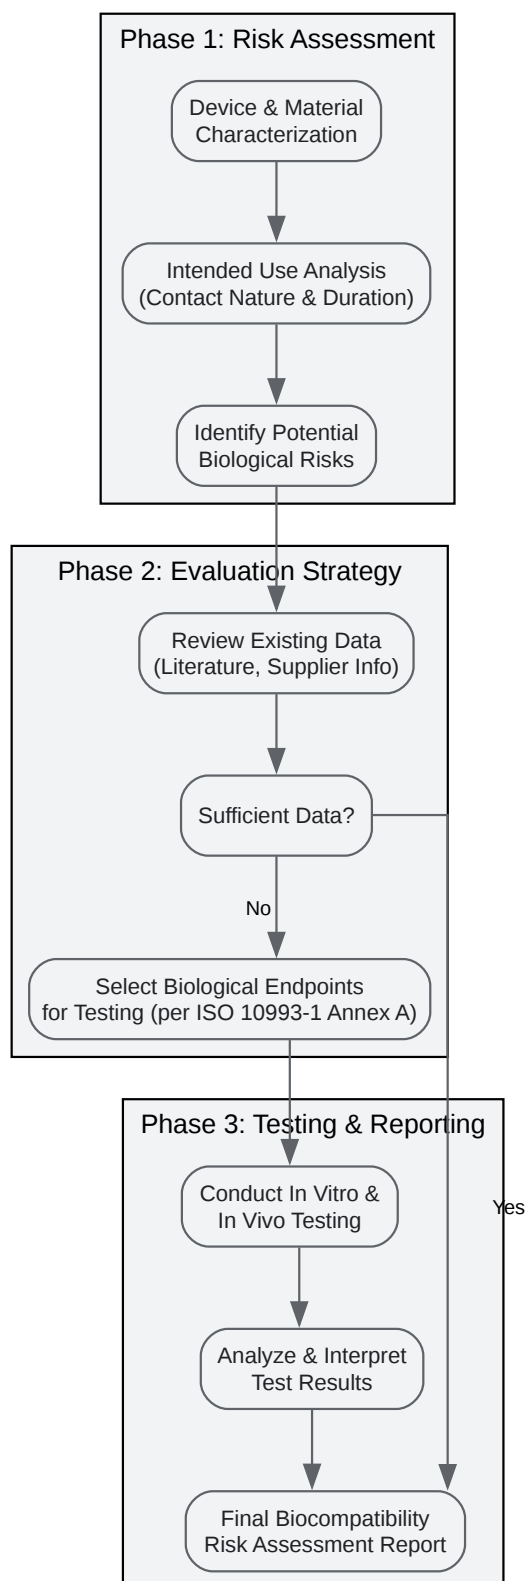 Phase 1: Risk Assessment
Device & Material
Characterization
Intended Use Analysis
(Contact Nature & Duration)
Identify Potential
Biological Risks
Phase 2: Evaluation Strategy
Review Existing Data
(Literature, Supplier Info)
Sufficient Data?
No
Select Biological Endpoints
for Testing (per ISO 10993-1 Annex A)
Phase 3: Testing & Reporting
Conduct In Vitro &
In Vivo Testing
Yes
Analyze & Interpret
Test Results
Final Biocompatibility
Risk Assessment Report